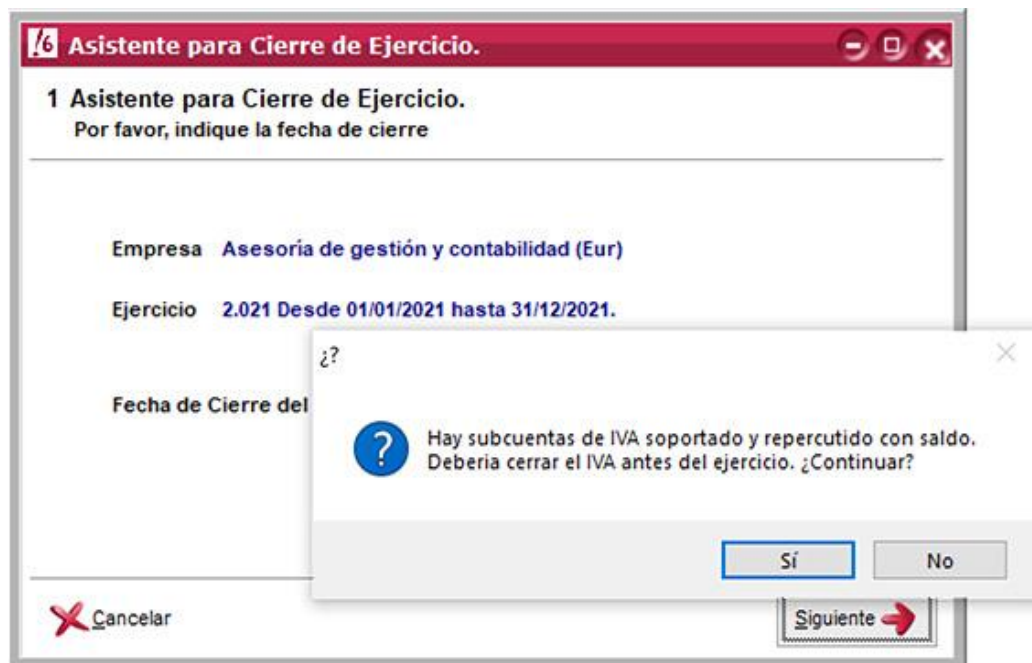 Asistente para Cierre de Ejercicio.
1 Asistente para Cierre de Ejercicio.
Por favor, indique la fecha de cierre
Empresa Asesoría de gestión y contabilidad (Eur)
Ejercicio 2.021 Desde 01/01/2021 hasta 31/12/2021.
Fecha de Cierre del
¿?
Hay subcuentas de IVA soportado y repercutido con saldo.
Deberia cerrar el IVA antes del ejercicio. ¿Continuar?
Sí No
Cancelar Siguiente